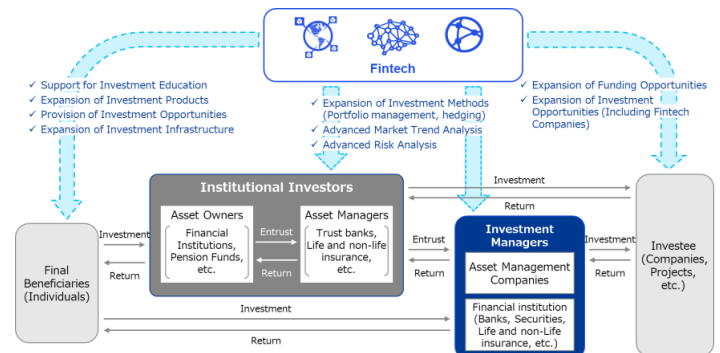 Fintech
✓ Support for Investment Education
✓ Expansion of Investment Products
✓ Provision of Investment Opportunities
✓ Expansion of Investment Infrastructure
✓ Expansion of Investment Methods
(Portfolio management, hedging)
✓ Advanced Market Trend Analysis
✓ Advanced Risk Analysis
✓ Expansion of Funding Opportunities
✓ Expansion of Investment
Opportunities (Including Fintech
Companies)
Institutional Investors
Asset Owners
Financial
Institutions,
Pension Funds,
etc.
Entrust
Return
Asset Managers
Trust banks,
Life and non-life
insurance,
etc.
Investment
Return
Final
Beneficiaries
(Individuals)
Investment
Return
Entrust
Return
Investment
Managers
Asset Management
Companies
Financial institution
(Banks, Securities,
Life and non-Life
insurance, etc.)
Investment
Return
Investee
(Companies,
Projects,
etc.)
Investment
Return